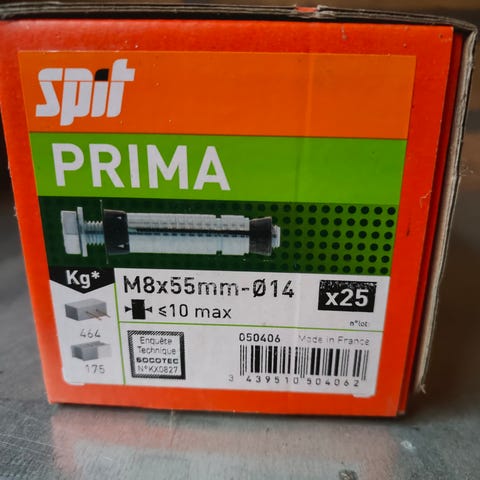 spit
PRIMA
Kg*
M8x55mm-Ø14
x25
≤10 max
n°lot:
464
175
Enquête
Technique
SOCOTEC
N°KX0827
050406 Made in France
3 439510 504062